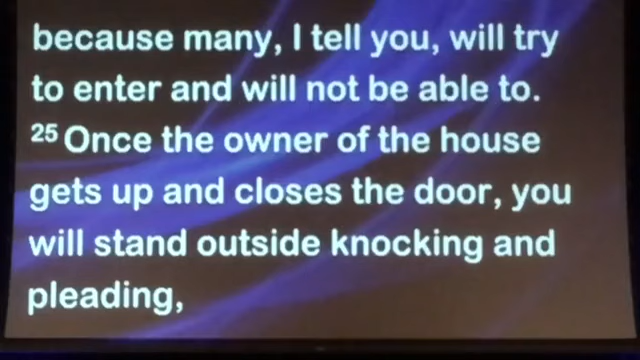 because many, I tell you, will try
to enter and will not be able to.
25 Once the owner of the house
gets up and closes the door, you
will stand outside knocking and
pleading,